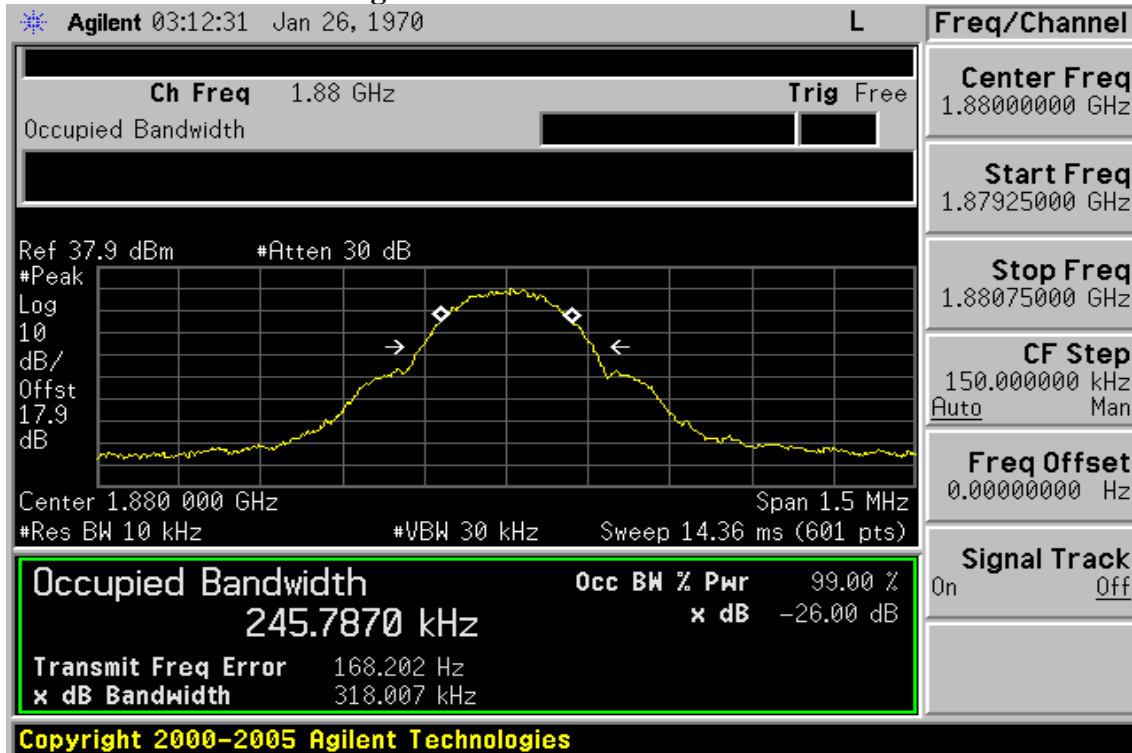 Agilent 03:12:31 Jan 26, 1970 L
Freq/Channel
Ch Freq 1.88 GHz Trig Free
Occupied Bandwidth
Center Freq
1.88000000 GHz
Start Freq
1.87925000 GHz
Stop Freq
1.88075000 GHz
CF Step
150.000000 kHz
Auto Man
Freq Offset
0.00000000 Hz
Signal Track
On Off
Ref 37.9 dBm #Atten 30 dB
#Peak
Log
10
dB/
Offst
17.9
dB
Center 1.880 000 GHz Span 1.5 MHz
#Res BW 10 kHz #VBW 30 kHz Sweep 14.36 ms (601 pts)
Occupied Bandwidth Occ BW % Pwr 99.00 %
245.7870 kHz x dB -26.00 dB
Transmit Freq Error 168.202 Hz
x dB Bandwidth 318.007 kHz
Copyright 2000-2005 Agilent Technologies